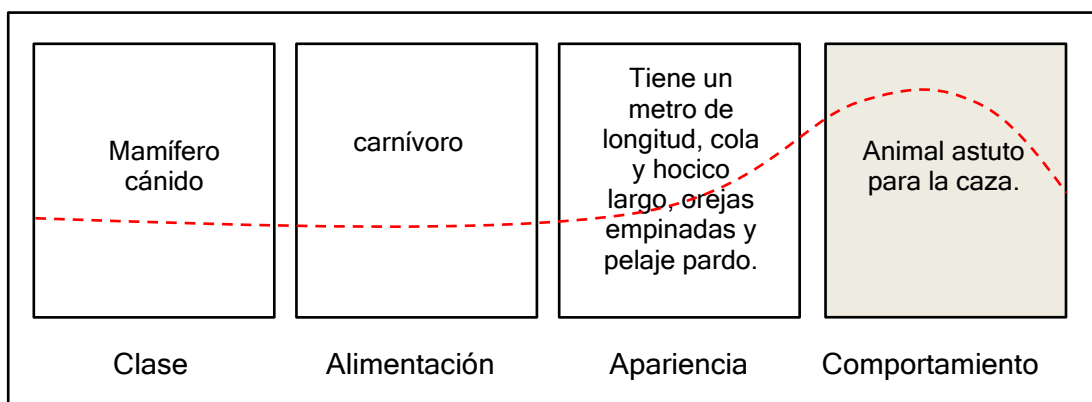 Mamífero
cánido
carnívoro
Tiene un
metro de
longitud, cola
y hocico
largo, orejas
empinadas y
pelaje pardo.
Animal astuto
para la caza.
Clase
Alimentación
Apariencia
Comportamiento